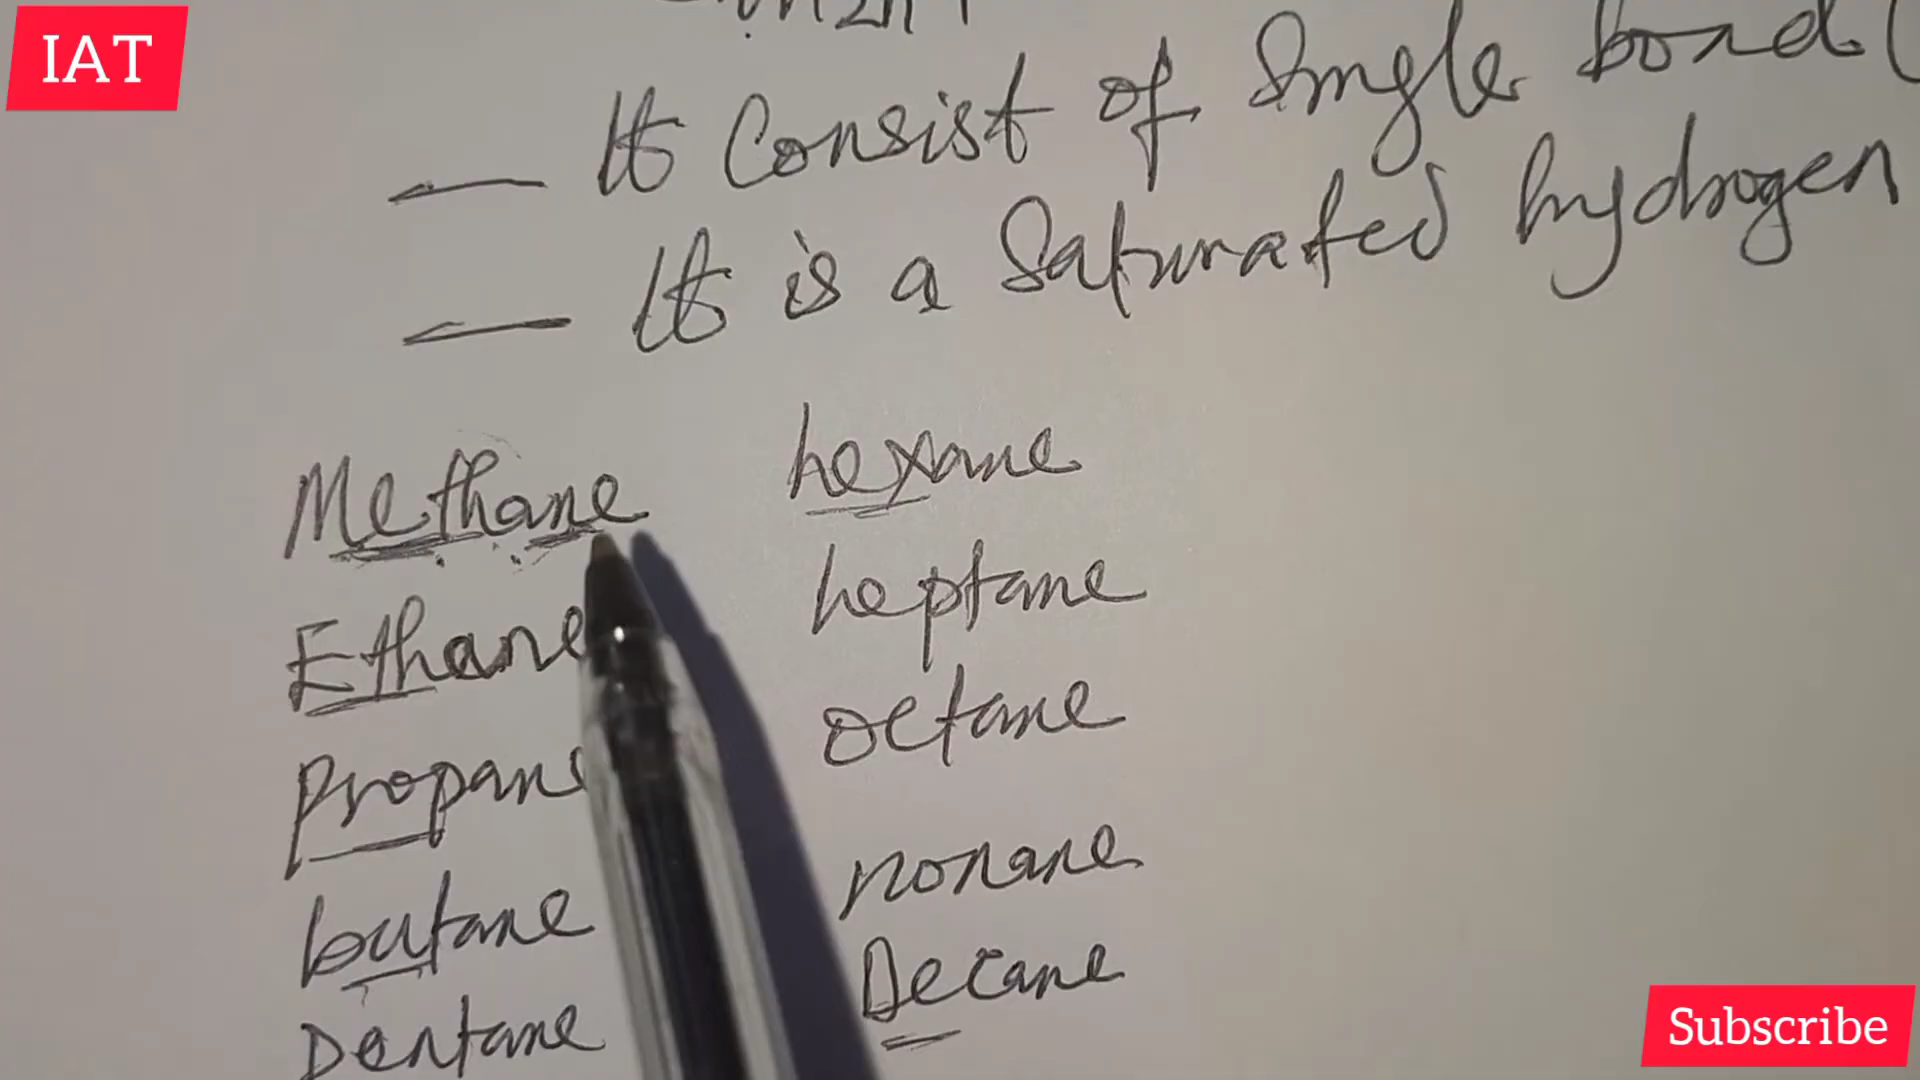 IAT
— It Consist of Single bond (
— It is a Saturated hydrogen
Methane
Ethane
Propane
butane
Pentane
hexane
heptane
octane
nonane
Decane
Subscribe